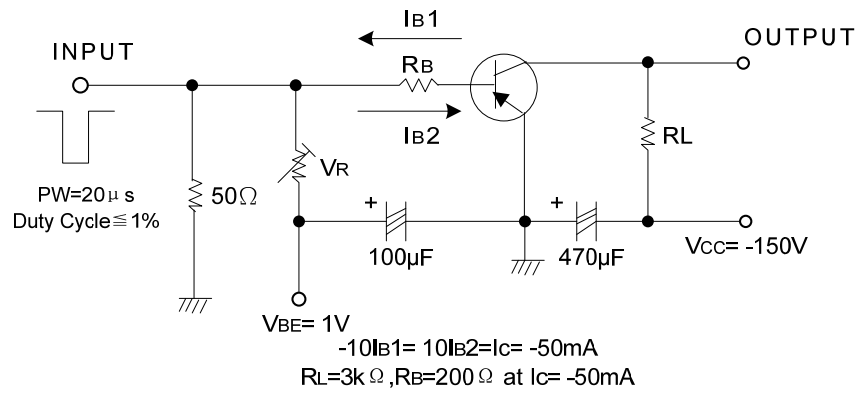 IB1
INPUT
OUTPUT
RB
IB2
RL
VR
PW=20μs
Duty Cycle≦1%
50Ω
+
+
100μF
470μF
VCC= -150V
VBE= 1V
-10IB1= 10IB2=Ic= -50mA
RL=3kΩ,RB=200Ω at Ic= -50mA